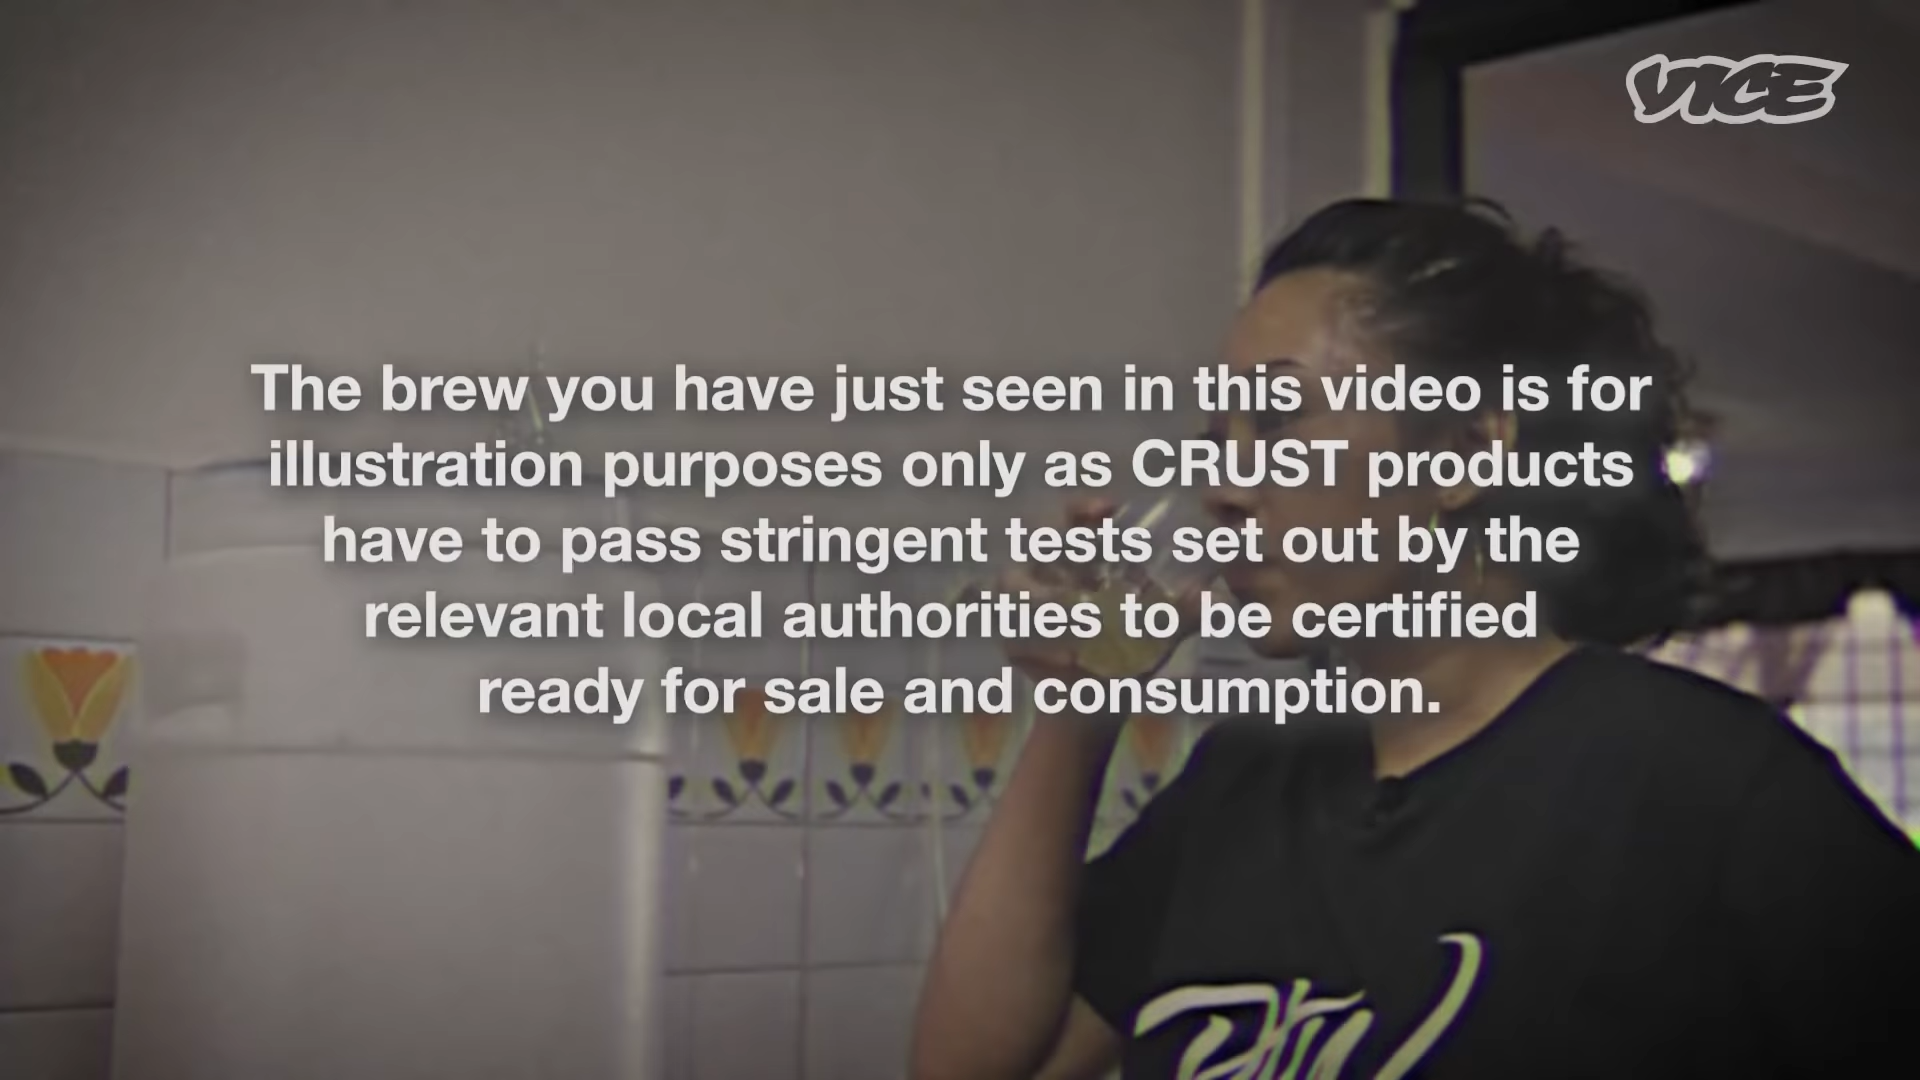 VICE
The brew you have just seen in this video is for
illustration purposes only as CRUST products
have to pass stringent tests set out by the
relevant local authorities to be certified
ready for sale and consumption.